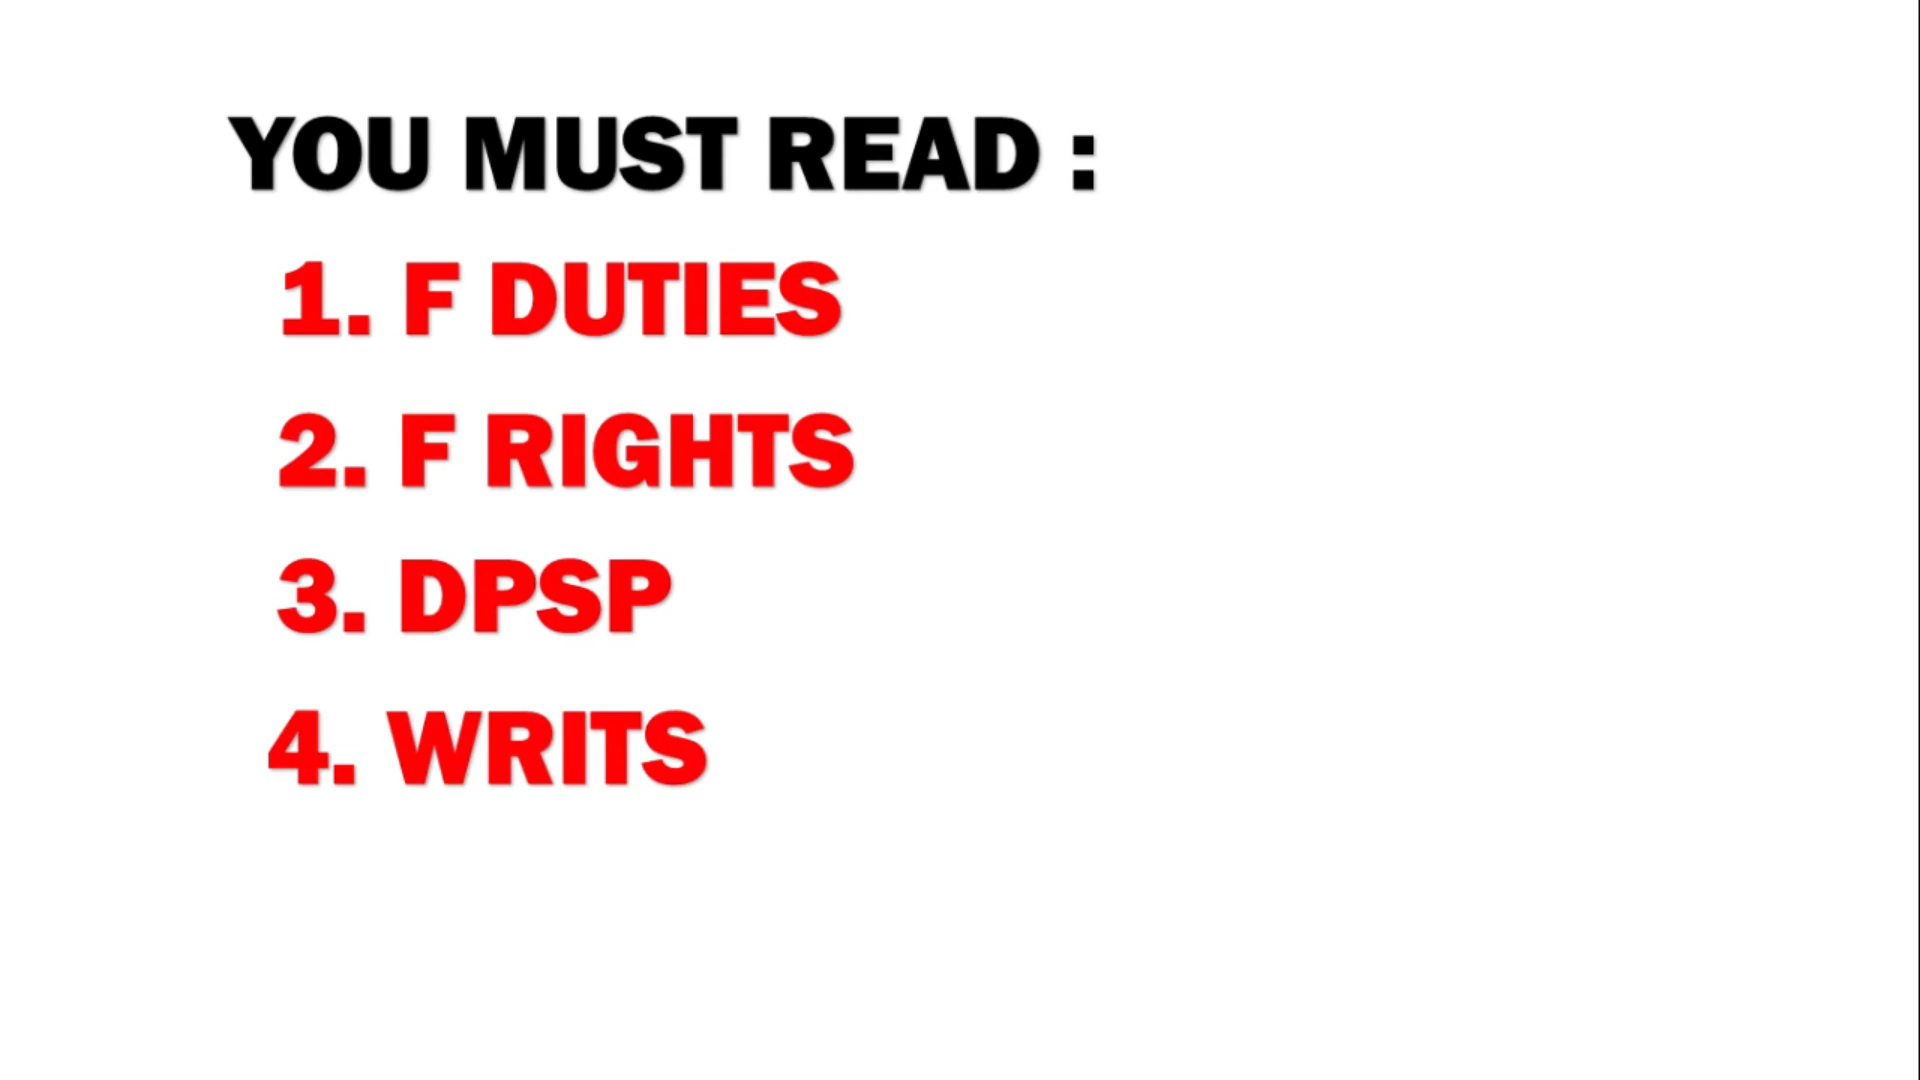 YOU MUST READ :
1. F DUTIES
2. F RIGHTS
3. DPSP
4. WRITS